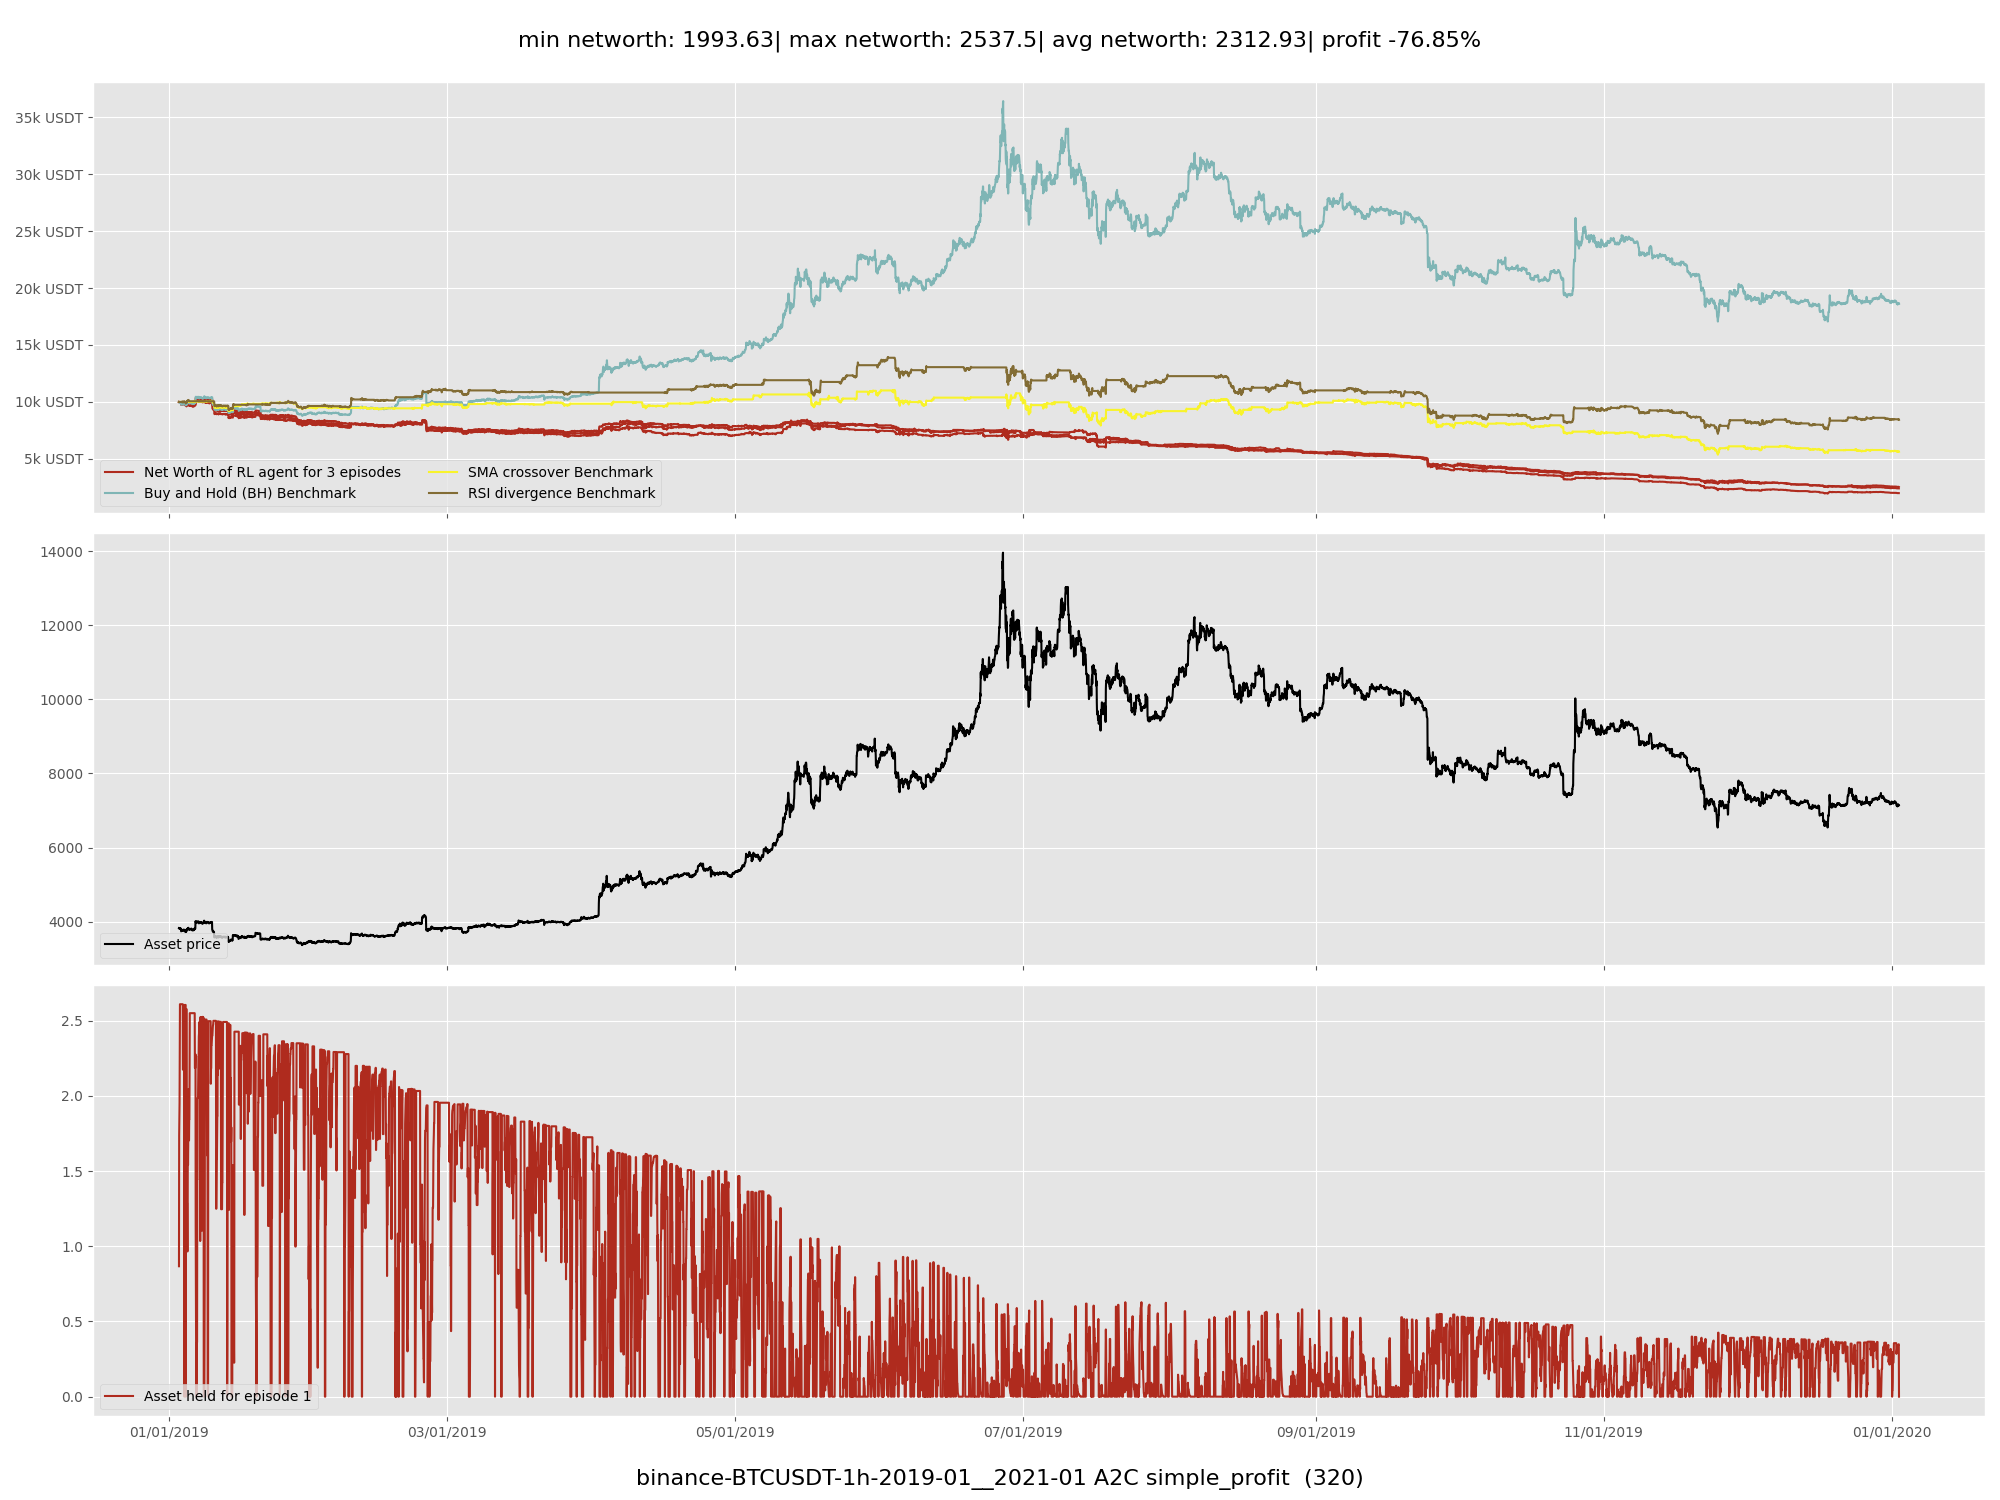 min networth: 1993.63| max networth: 2537.5| avg networth: 2312.93| profit -76.85%
35k USDT
30k USDT
25k USDT
20k USDT
15k USDT
10k USDT
5k USDT
Net Worth of RL agent for 3 episodes
Buy and Hold (BH) Benchmark
SMA crossover Benchmark
RSI divergence Benchmark
14000
12000
10000
8000
6000
4000
Asset price
2.5
2.0
1.5
1.0
0.5
0.0
Asset held for episode 1
01/01/2019 03/01/2019 05/01/2019 07/01/2019 09/01/2019 11/01/2019 01/01/2020
binance-BTCUSDT-1h-2019-01__2021-01 A2C simple_profit (320)